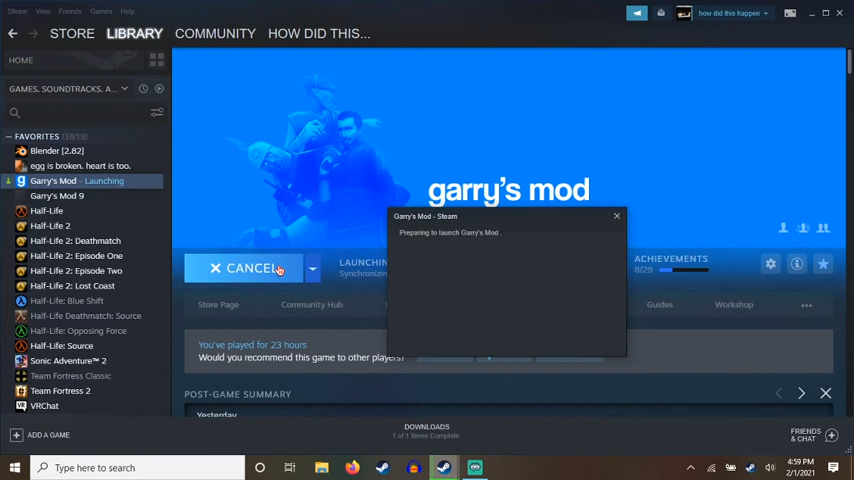 Steam View Friends Games Help
how did this happen
STORE LIBRARY COMMUNITY HOW DID THIS...
HOME
GAMES, SOUNDTRACKS, A...
FAVORITES (18/19)
Blender [2.82]
egg is broken. heart is too.
Garry's Mod - Launching
Garry's Mod 9
Half-Life
Half-Life 2
Half-Life 2: Deathmatch
Half-Life 2: Episode One
Half-Life 2: Episode Two
Half-Life 2: Lost Coast
Half-Life: Blue Shift
Half-Life Deathmatch: Source
Half-Life: Opposing Force
Half-Life: Source
Sonic Adventure™ 2
Team Fortress Classic
Team Fortress 2
VRChat
garry's mod
Garry's Mod - Steam
Preparing to launch Garry's Mod
CANCEL
LAUNCHIN
Synchronizin
ACHIEVEMENTS
8/29
Store Page Community Hub Guides Workshop
You've played for 23 hours
Would you recommend this game to other players?
POST-GAME SUMMARY
Yesterday
ADD A GAME
DOWNLOADS
1 of 1 Items Complete
FRIENDS
& CHAT
Type here to search
4:59 PM
2/1/2021